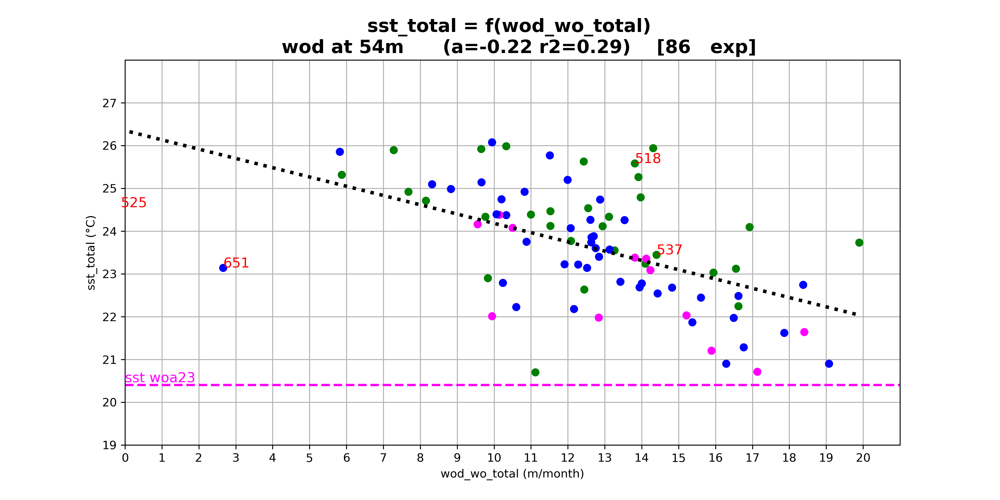 sst_total = f(wod_wo_total)
wod at 54m (a=-0.22 r2=0.29) [86 exp]
27
26
25
24
23
22
21
20
19
sst_total (°C)
518
525
537
651
sst woa23
0 1 2 3 4 5 6 7 8 9 10 11 12 13 14 15 16 17 18 19 20
wod_wo_total (m/month)